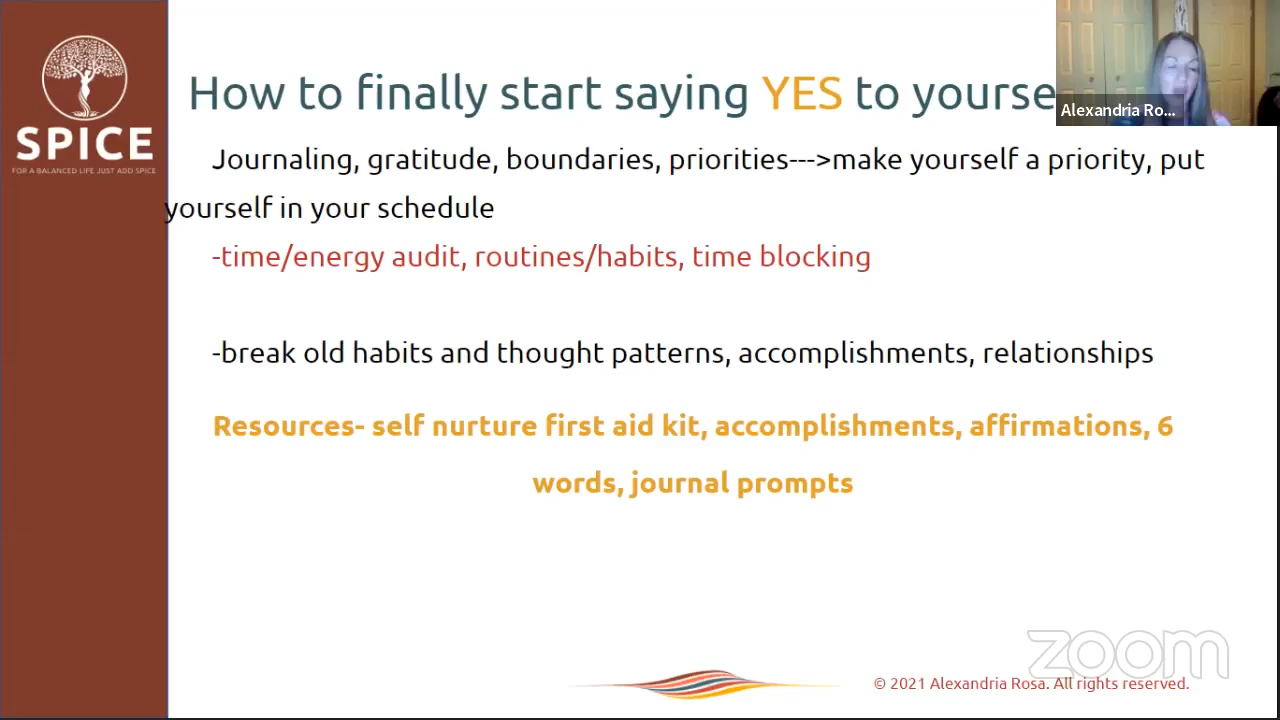 SPICE
FOR A BALANCED LIFE JUST ADD SPICE
How to finally start saying YES to yourse
Alexandria Ro...
Journaling, gratitude, boundaries, priorities--->make yourself a priority, put
yourself in your schedule
-time/energy audit, routines/habits, time blocking
-break old habits and thought patterns, accomplishments, relationships
Resources- self nurture first aid kit, accomplishments, affirmations, 6
words, journal prompts
zoom
© 2021 Alexandria Rosa. All rights reserved.